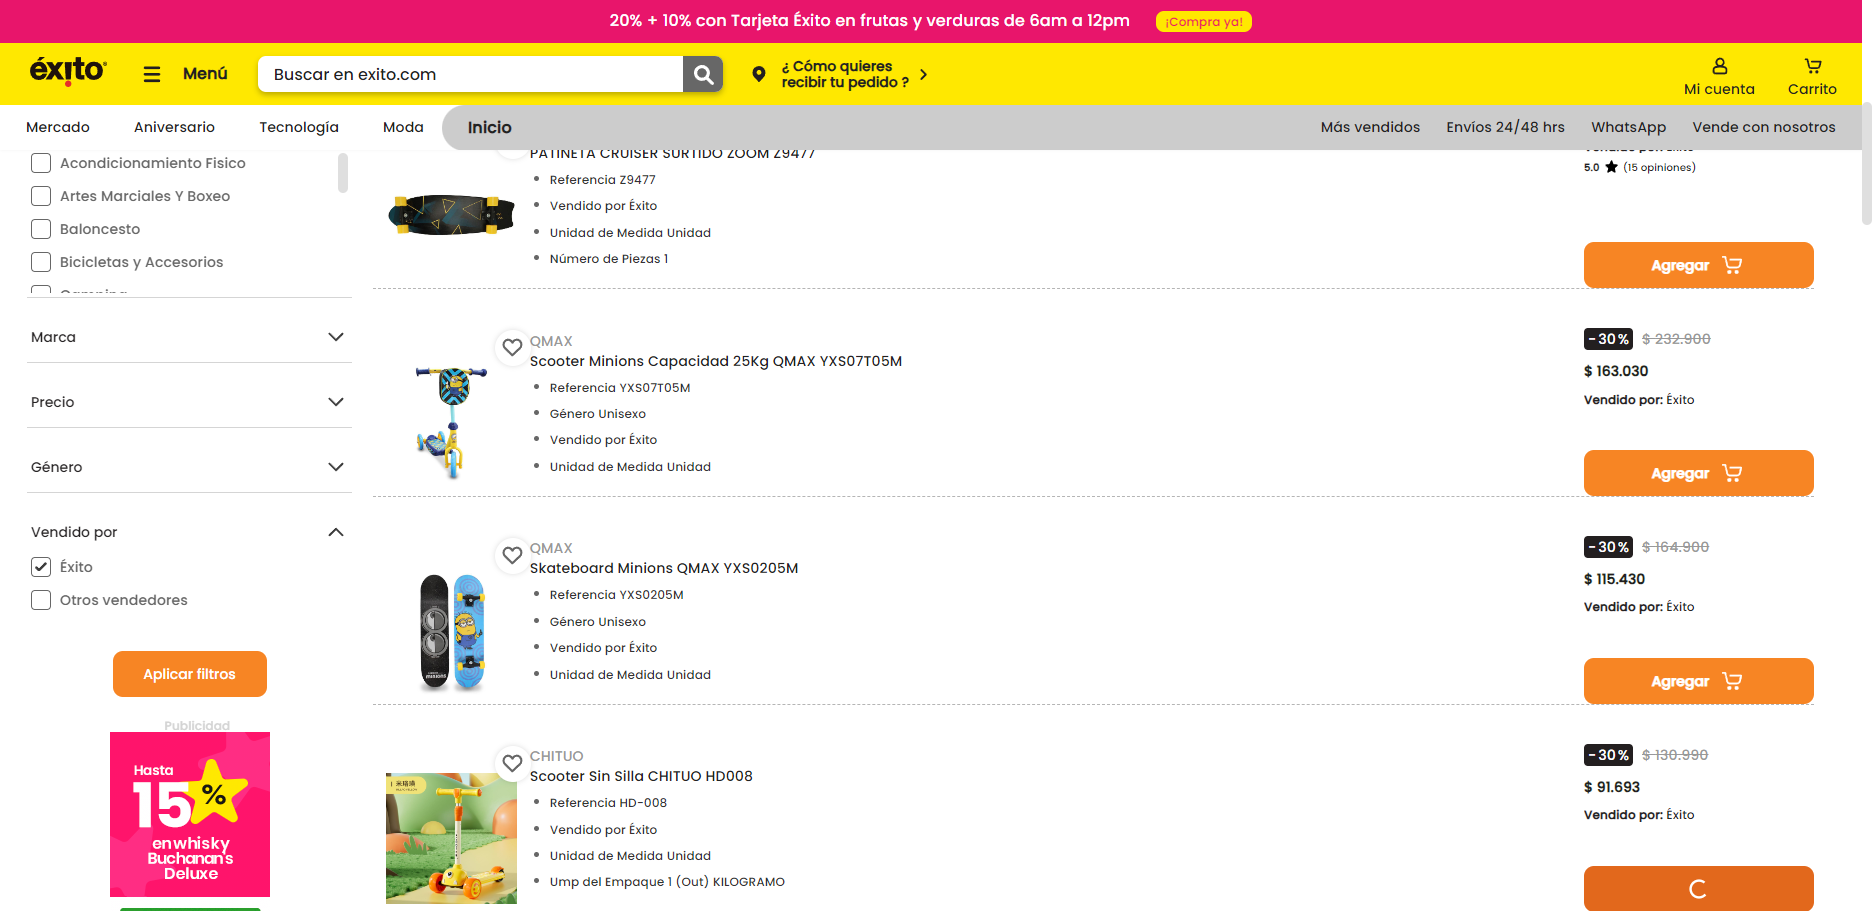 20% + 10% con Tarjeta Éxito en frutas y verduras de 6am a 12pm
¡Compra ya!
éxito
Menú
Buscar en exito.com
¿ Cómo quieres
recibir tu pedido ?
Mi cuenta
Carrito
Mercado
Aniversario
Tecnología
Moda
Inicio
Más vendidos
Envíos 24/48 hrs
WhatsApp
Vende con nosotros
Acondicionamiento Fisico
Artes Marciales Y Boxeo
Baloncesto
Bicicletas y Accesorios
Marca
Precio
Género
Vendido por
Éxito
Otros vendedores
Aplicar filtros
Publicidad
Hasta
15%
en whisky
Buchanan's
Deluxe
PATINETA CRUISER SURTIDO ZOOM Z9477
Referencia Z9477
Vendido por Éxito
Unidad de Medida Unidad
Número de Piezas 1
Vendido por: Éxito
5.0 (15 opiniones)
Agregar
QMAX
Scooter Minions Capacidad 25Kg QMAX YXS07T05M
Referencia YXS07T05M
Género Unisexo
Vendido por Éxito
Unidad de Medida Unidad
-30% $ 232.900
$ 163.030
Vendido por: Éxito
Agregar
QMAX
Skateboard Minions QMAX YXS0205M
Referencia YXS0205M
Género Unisexo
Vendido por Éxito
Unidad de Medida Unidad
-30% $ 164.900
$ 115.430
Vendido por: Éxito
Agregar
CHITUO
Scooter Sin Silla CHITUO HD008
Referencia HD-008
Vendido por Éxito
Unidad de Medida Unidad
Ump del Empaque 1 (Out) KILOGRAMO
-30% $ 130.990
$ 91.693
Vendido por: Éxito